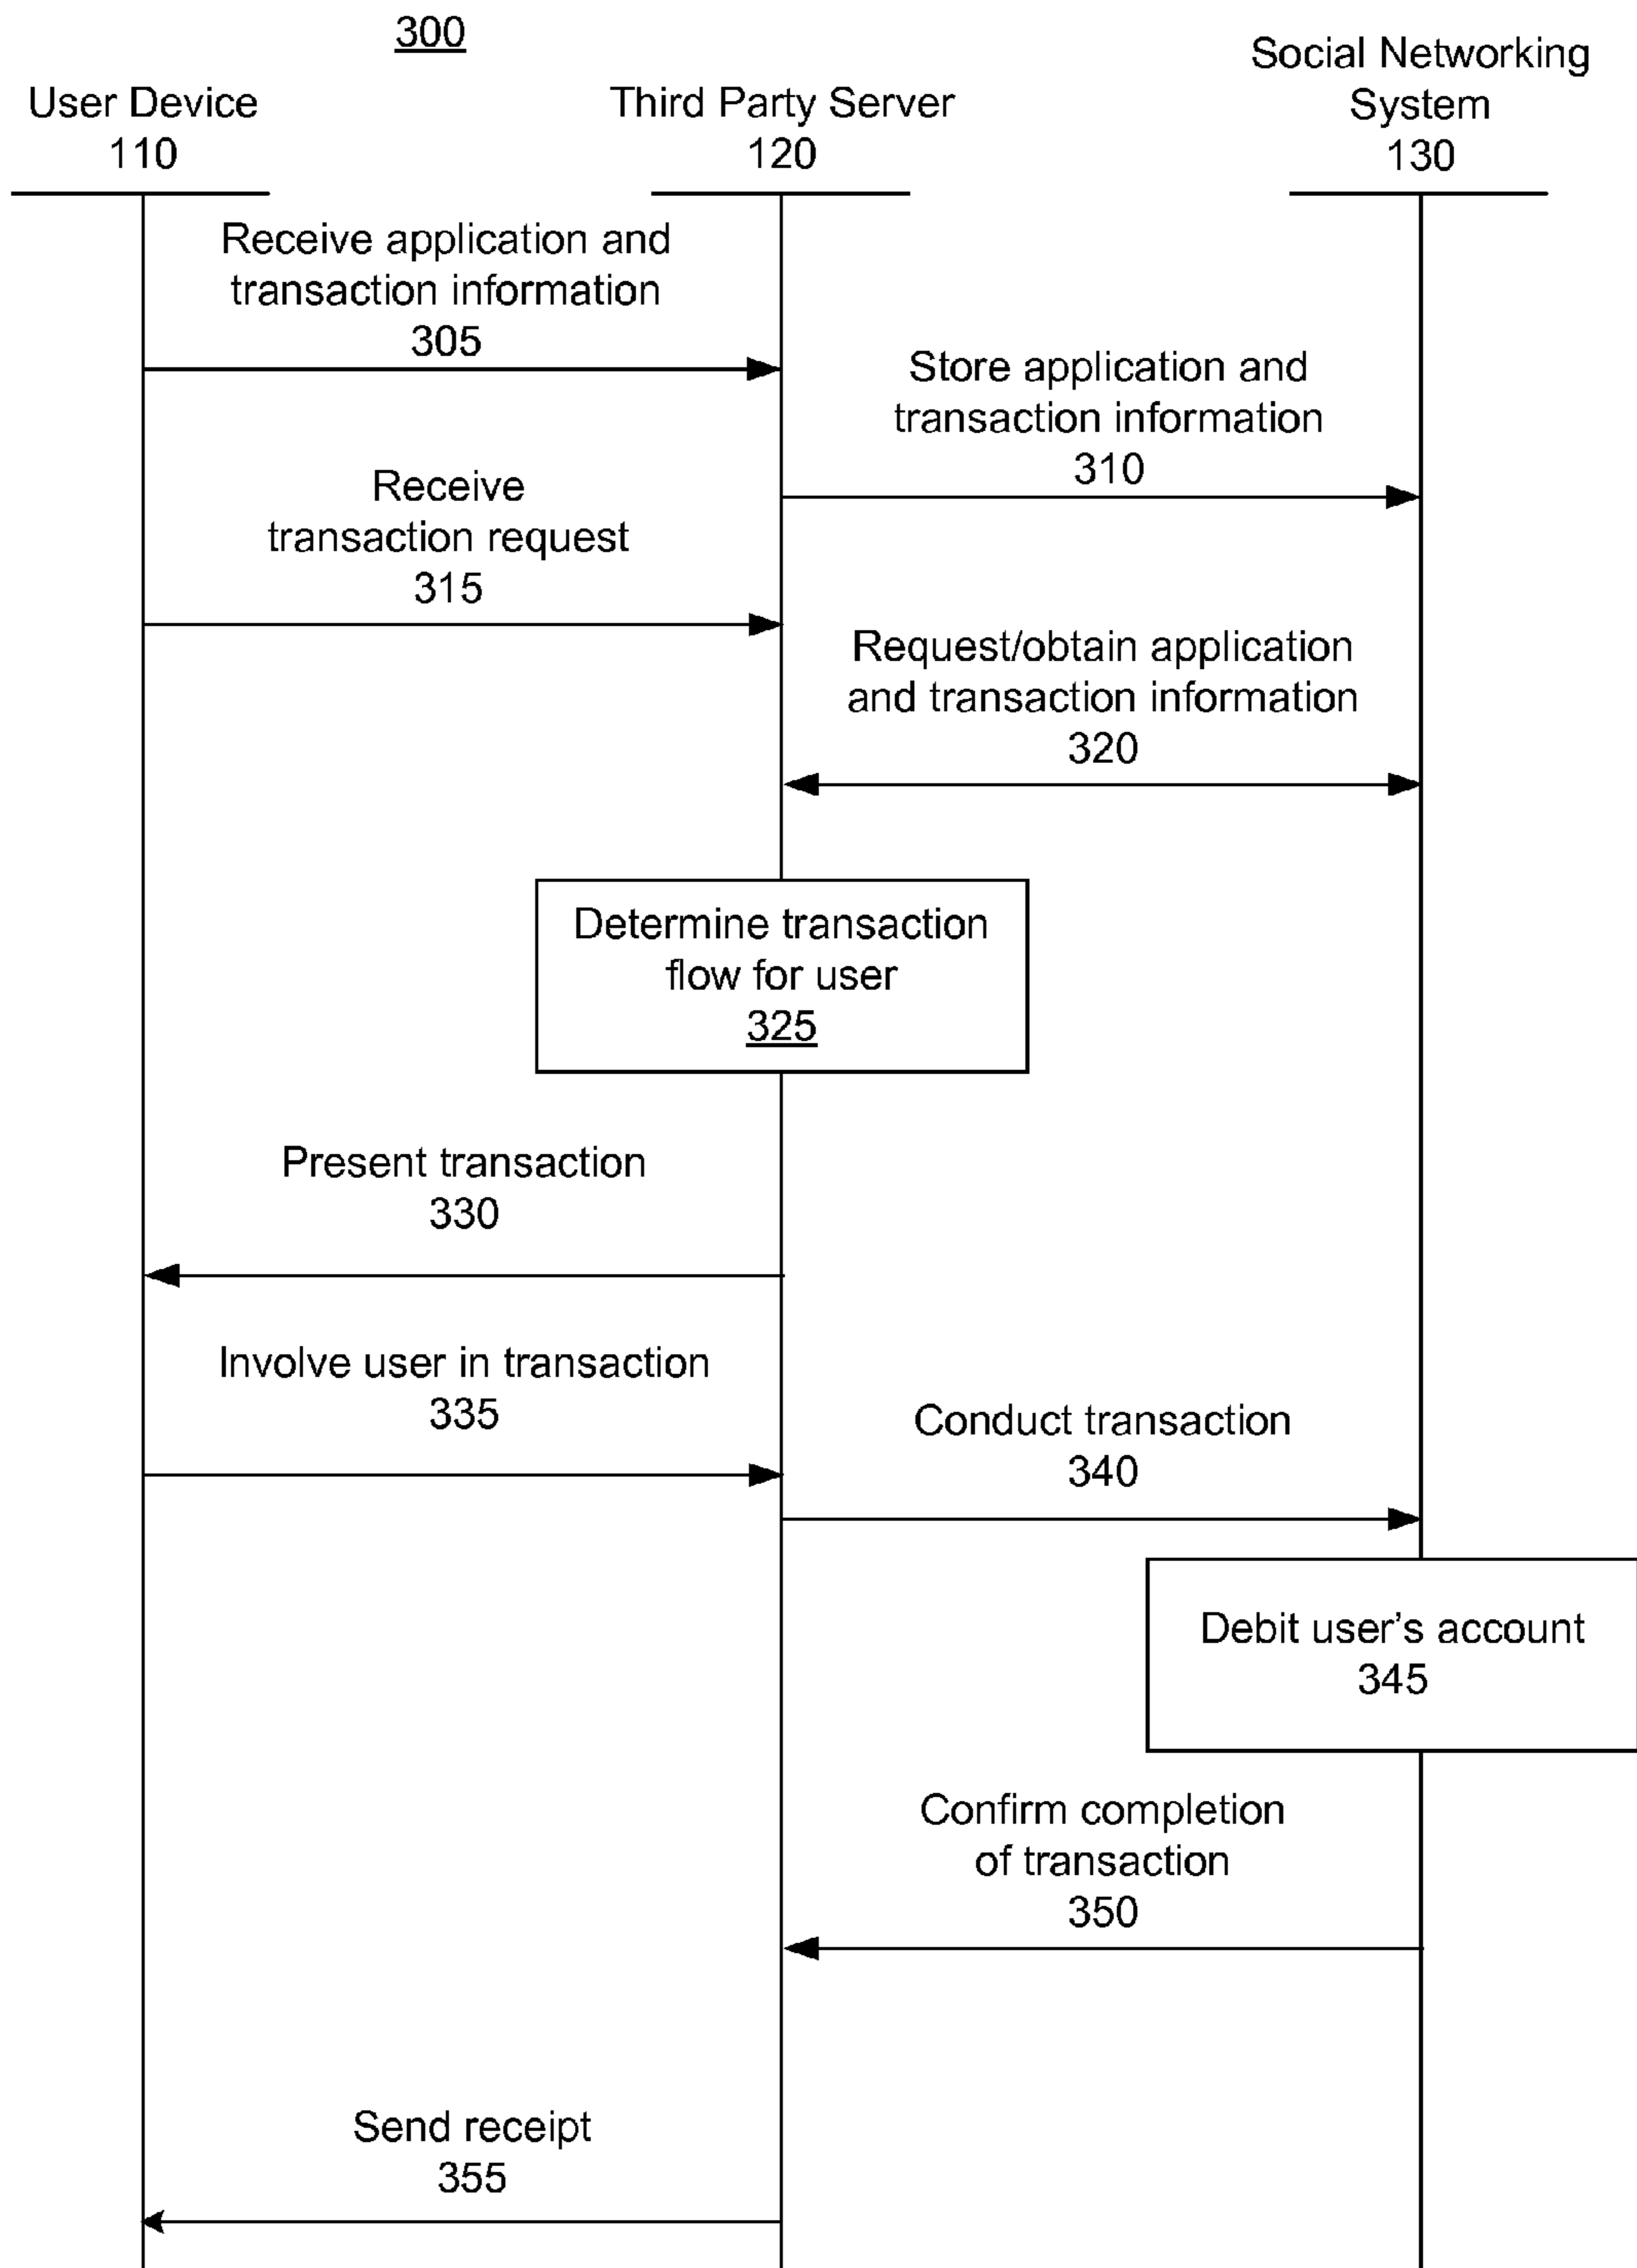 300
User Device
110
Third Party Server
120
Social Networking
System
130
Receive application and
transaction information
305
Store application and
transaction information
310
Receive
transaction request
315
Request/obtain application
and transaction information
320
Determine transaction
flow for user
325
Present transaction
330
Involve user in transaction
335
Conduct transaction
340
Debit user's account
345
Confirm completion
of transaction
350
Send receipt
355